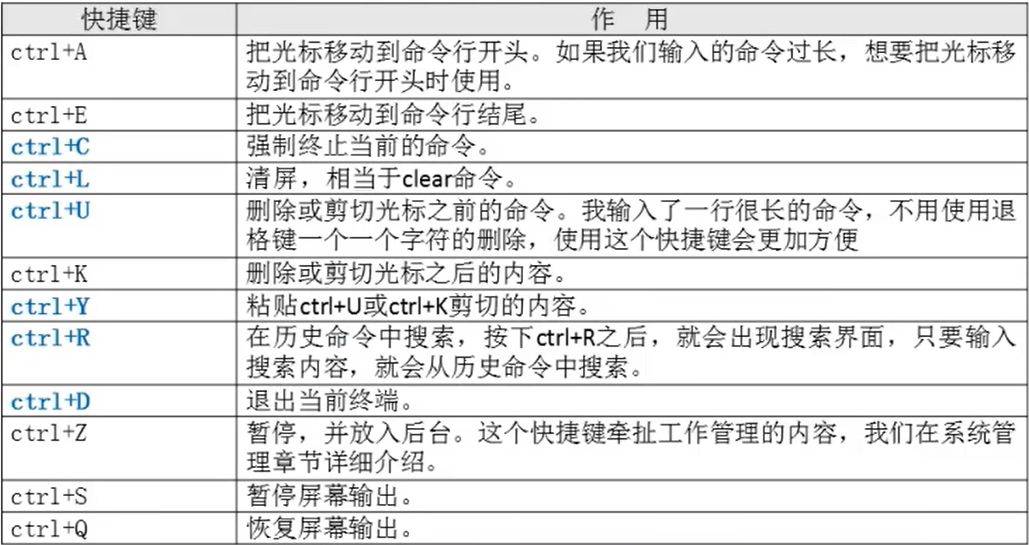 快捷键 作 用
ctrl+A 把光标移动到命令行开头。如果我们输入的命令过长，想要把光标移
动到命令行开头时使用。
ctrl+E 把光标移动到命令行结尾。
ctrl+C 强制终止当前的命令。
ctrl+L 清屏，相当于clear命令。
ctrl+U 删除或剪切光标之前的命令。我输入了一行很长的命令，不用使用退
格键一个一个字符的删除，使用这个快捷键会更加方便
ctrl+K 删除或剪切光标之后的内容。
ctrl+Y 粘贴ctrl+U或ctrl+K剪切的内容。
ctrl+R 在历史命令中搜索，按下ctrl+R之后，就会出现搜索界面，只要输入
搜索内容，就会从历史命令中搜索。
ctrl+D 退出当前终端。
ctrl+Z 暂停，并放入后台。这个快捷键牵扯工作管理的内容，我们在系统管
理章节详细介绍。
ctrl+S 暂停屏幕输出。
ctrl+Q 恢复屏幕输出。